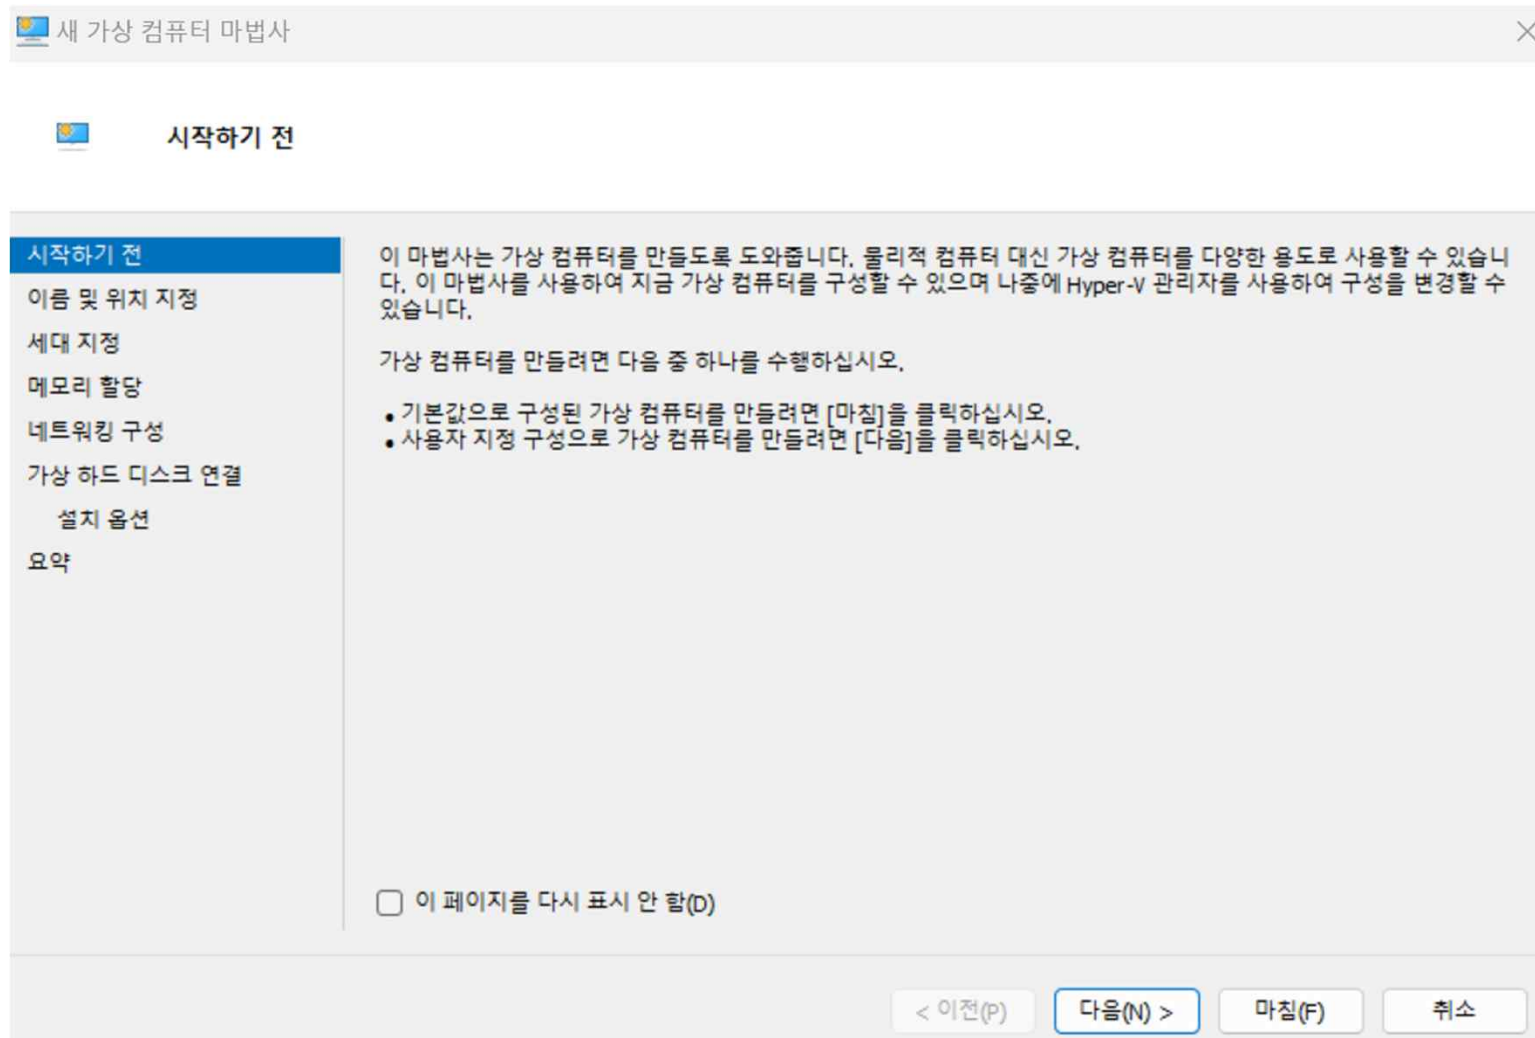 새 가상 컴퓨터 마법사
시작하기 전
시작하기 전
이름 및 위치 지정
세대 지정
메모리 할당
네트워킹 구성
가상 하드 디스크 연결
설치 옵션
요약
이 마법사는 가상 컴퓨터를 만들도록 도와줍니다. 물리적 컴퓨터 대신 가상 컴퓨터를 다양한 용도로 사용할 수 있습니
다. 이 마법사를 사용하여 지금 가상 컴퓨터를 구성할 수 있으며 나중에 Hyper-V 관리자를 사용하여 구성을 변경할 수
있습니다.
가상 컴퓨터를 만들려면 다음 중 하나를 수행하십시오.
• 기본값으로 구성된 가상 컴퓨터를 만들려면 [마침]을 클릭하십시오.
• 사용자 지정 구성으로 가상 컴퓨터를 만들려면 [다음]을 클릭하십시오.
이 페이지를 다시 표시 안 함(D)
< 이전(P)
다음(N) >
마침(F)
취소